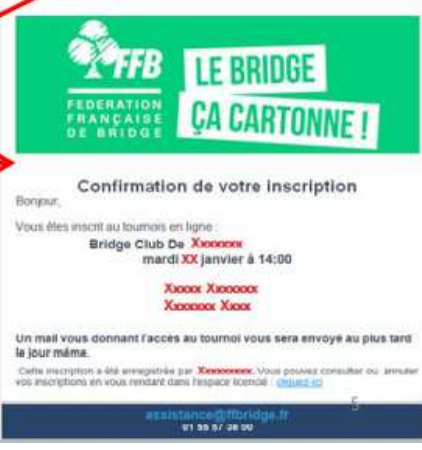 FFB
FEDERATION
FRANÇAISE
DE BRIDGE
LE BRIDGE
ÇA CARTONNE !
Confirmation de votre inscription
Bonjour,
Vous êtes inscrit au tournois en ligne :
Bridge Club De Xxxxxxx
mardi XX janvier à 14:00
Xxxxx Xxxxxxx
Xxxxxxx Xxxx
Un mail vous donnant l'accès au tournoi vous sera envoyé au plus tard
le jour même.
Cette inscription a été enregistrée par Xxxxxxxxx. Vous pouvez consulter ou annuler
vos inscriptions en vous rendant dans l'espace licencié : cliquez-ici
5
assistance@ffbridge.fr